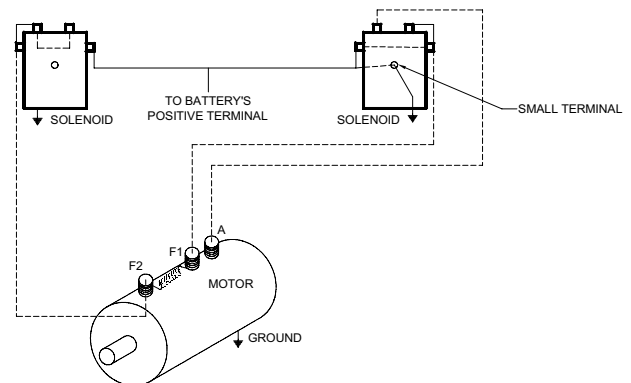 TO BATTERY'S
POSITIVE TERMINAL
SMALL TERMINAL
SOLENOID
SOLENOID
A
F1
F2
MOTOR
GROUND